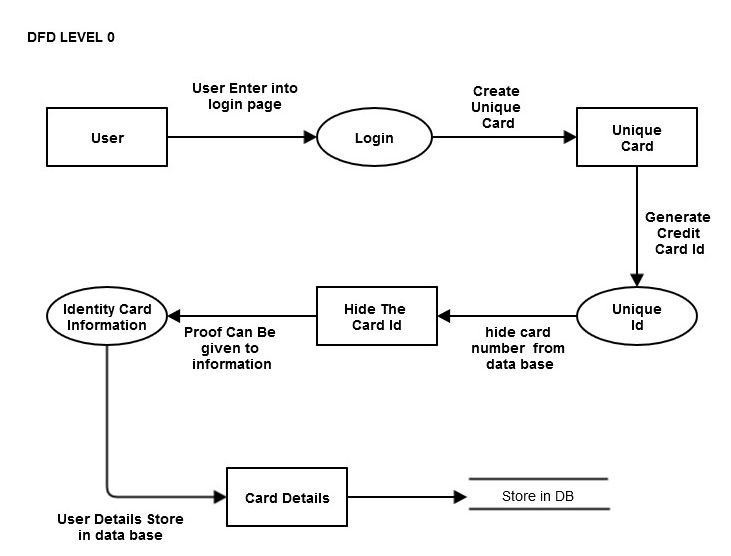 DFD LEVEL 0
User Enter into
login page
Create
Unique
Card
User
Login
Unique
Card
Generate
Credit
Card Id
Identity Card
Information
Hide The
Card Id
Unique
Id
Proof Can Be
given to
information
hide card
number from
data base
Card Details
Store in DB
User Details Store
in data base